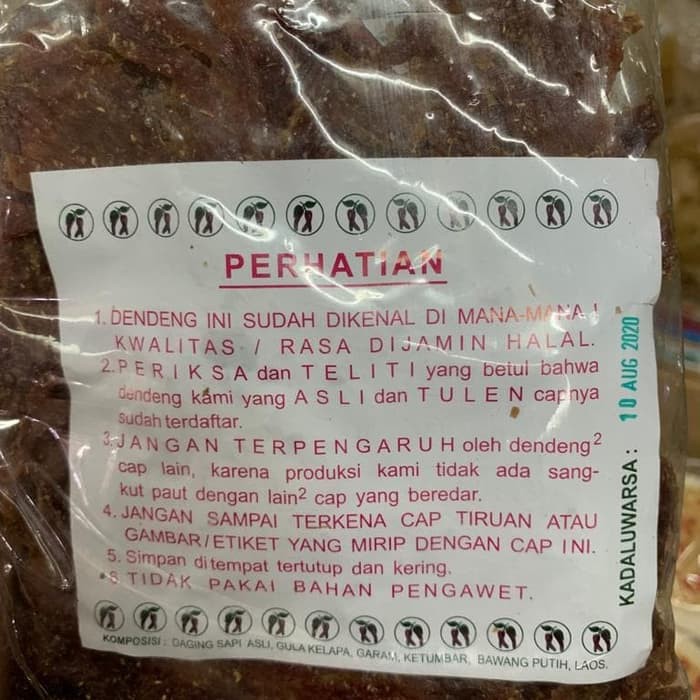 PERHATIAN
1. DENDENG INI SUDAH DIKENAL DI MANA-MANA !
KWALITAS / RASA DIJAMIN HALAL.
2. PERIKSA dan TELITI yang betul bahwa
dendeng kami yang ASLI dan TULEN capnya
sudah terdaftar.
3. JANGAN TERPENGARUH oleh dendeng²
cap lain, karena produksi kami tidak ada sang-
kut paut dengan lain² cap yang beredar.
4. JANGAN SAMPAI TERKENA CAP TIRUAN ATAU
GAMBAR/ETIKET YANG MIRIP DENGAN CAP INI.
5. Simpan di tempat tertutup dan kering.
6 TIDAK PAKAI BAHAN PENGAWET.
KOMPOSISI : DAGING SAPI ASLI, GULA KELAPA, GARAM, KETUMBAR, BAWANG PUTIH, LAOS.
KADALUWARSA : 10 AUG 2020